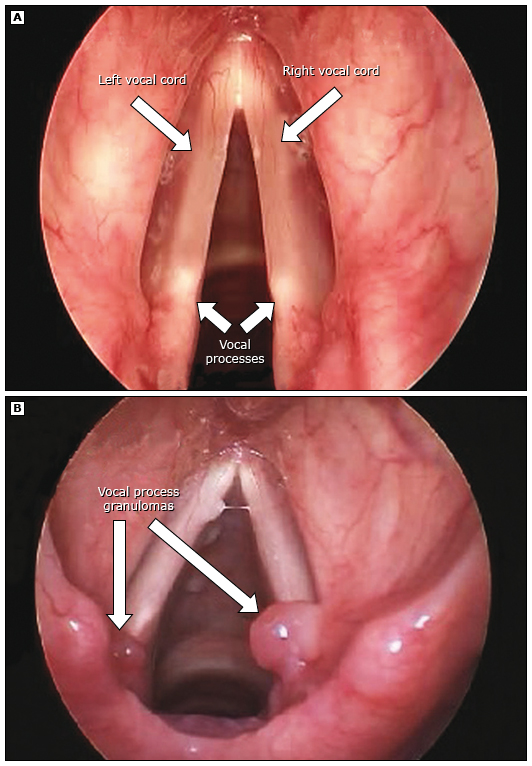 A
Left vocal cord
Right vocal cord
Vocal
processes
B
Vocal process
granulomas